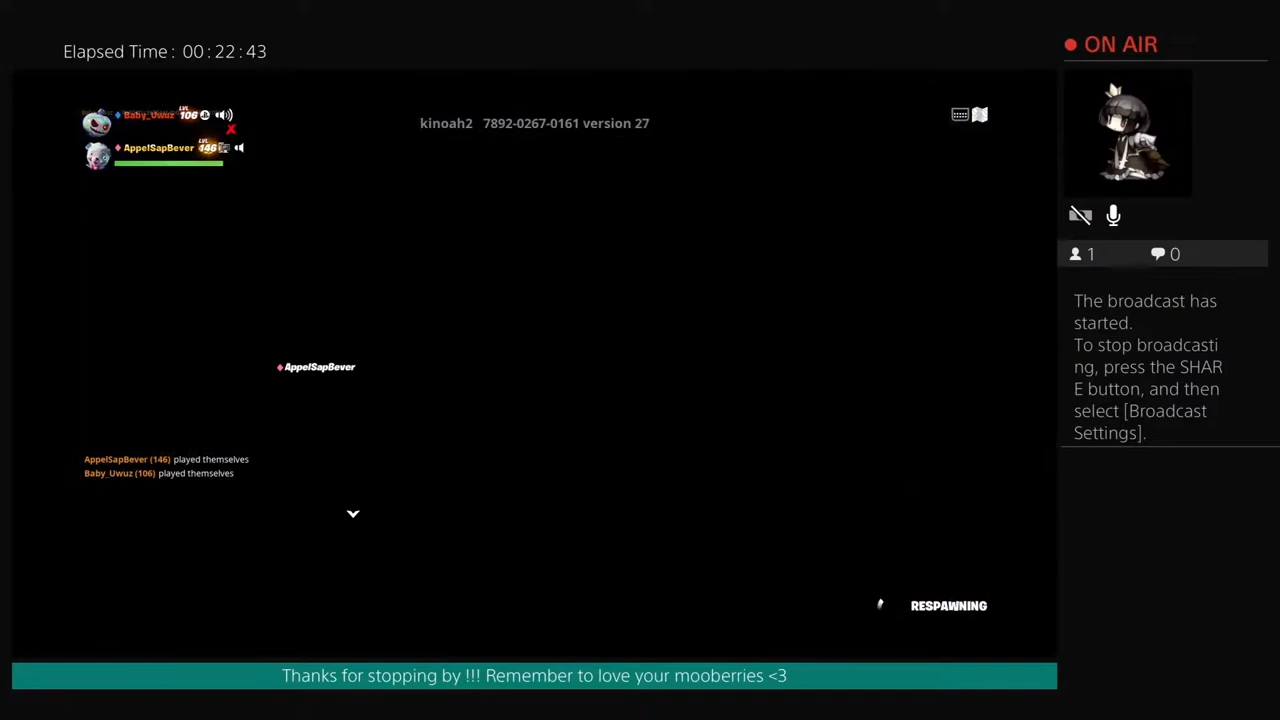 Elapsed Time: 00:22:43
ON AIR
Baby_Uwuz LVL 106
AppelSapBever LVL 146
kinoah2 7892-0267-0161 version 27
1 0
The broadcast has
started.
To stop broadcasti
ng, press the SHAR
E button, and then
select [Broadcast
Settings].
AppelSapBever
AppelSapBever (146) played themselves
Baby_Uwuz (106) played themselves
RESPAWNING
Thanks for stopping by !!! Remember to love your mooberries <3